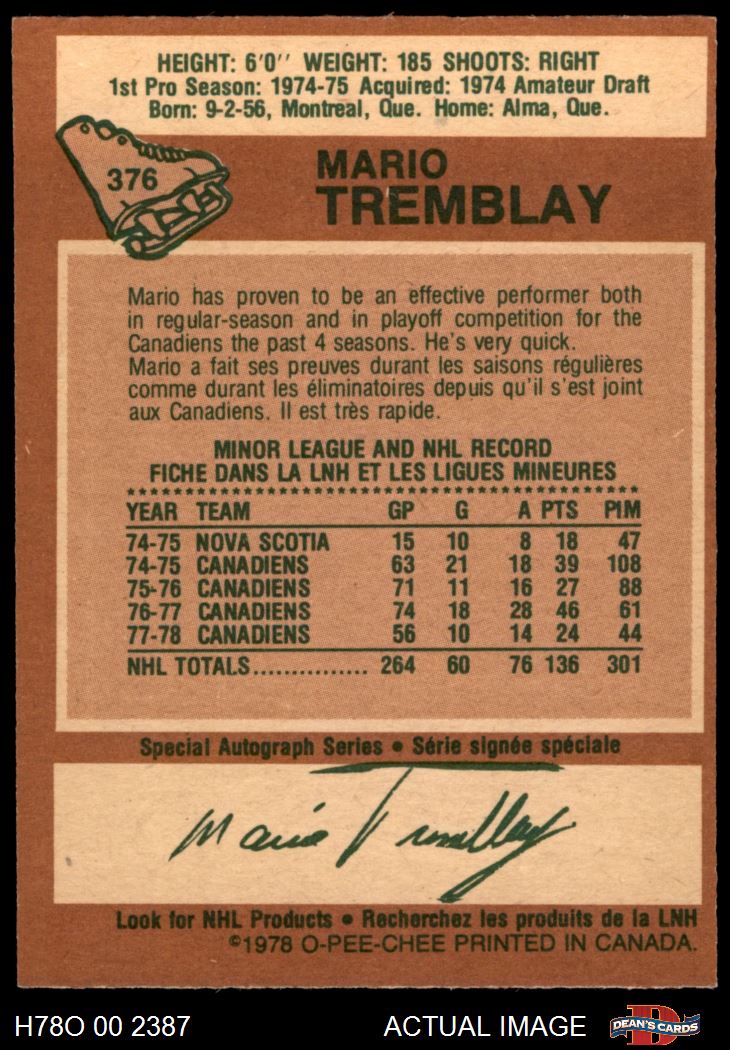 HEIGHT: 6'0'' WEIGHT: 185 SHOOTS: RIGHT
1st Pro Season: 1974-75 Acquired: 1974 Amateur Draft
Born: 9-2-56, Montreal, Que. Home: Alma, Que.
376
MARIO
TREMBLAY
Mario has proven to be an effective performer both
in regular-season and in playoff competition for the
Canadiens the past 4 seasons. He's very quick.
Mario a fait ses preuves durant les saisons régulières
comme durant les éliminatoires depuis qu'il s'est joint
aux Canadiens. Il est très rapide.
MINOR LEAGUE AND NHL RECORD
FICHE DANS LA LNH ET LES LIGUES MINEURES
YEAR TEAM GP G A PTS PIM
74-75 NOVA SCOTIA 15 10 8 18 47
74-75 CANADIENS 63 21 18 39 108
75-76 CANADIENS 71 11 16 27 88
76-77 CANADIENS 74 18 28 46 61
77-78 CANADIENS 56 10 14 24 44
NHL TOTALS............... 264 60 76 136 301
Special Autograph Series • Série signée spéciale
Mario Tremblay
Look for NHL Products • Recherchez les produits de la LNH
©1978 O-PEE-CHEE PRINTED IN CANADA.
H78O 00 2387 ACTUAL IMAGE DEAN'S CARDS